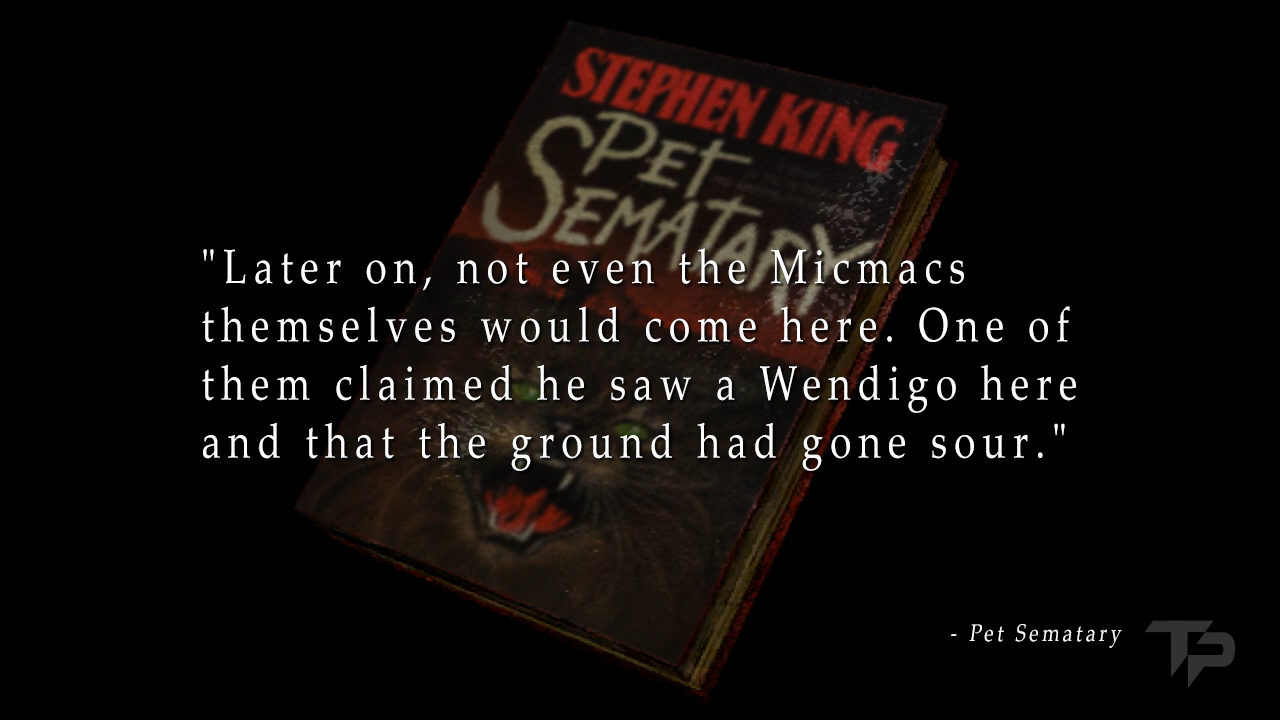 STEPHEN KING
PET
SEMATARY
"Later on, not even the Micmacs
themselves would come here. One of
them claimed he saw a Wendigo here
and that the ground had gone sour."
- Pet Sematary
TP